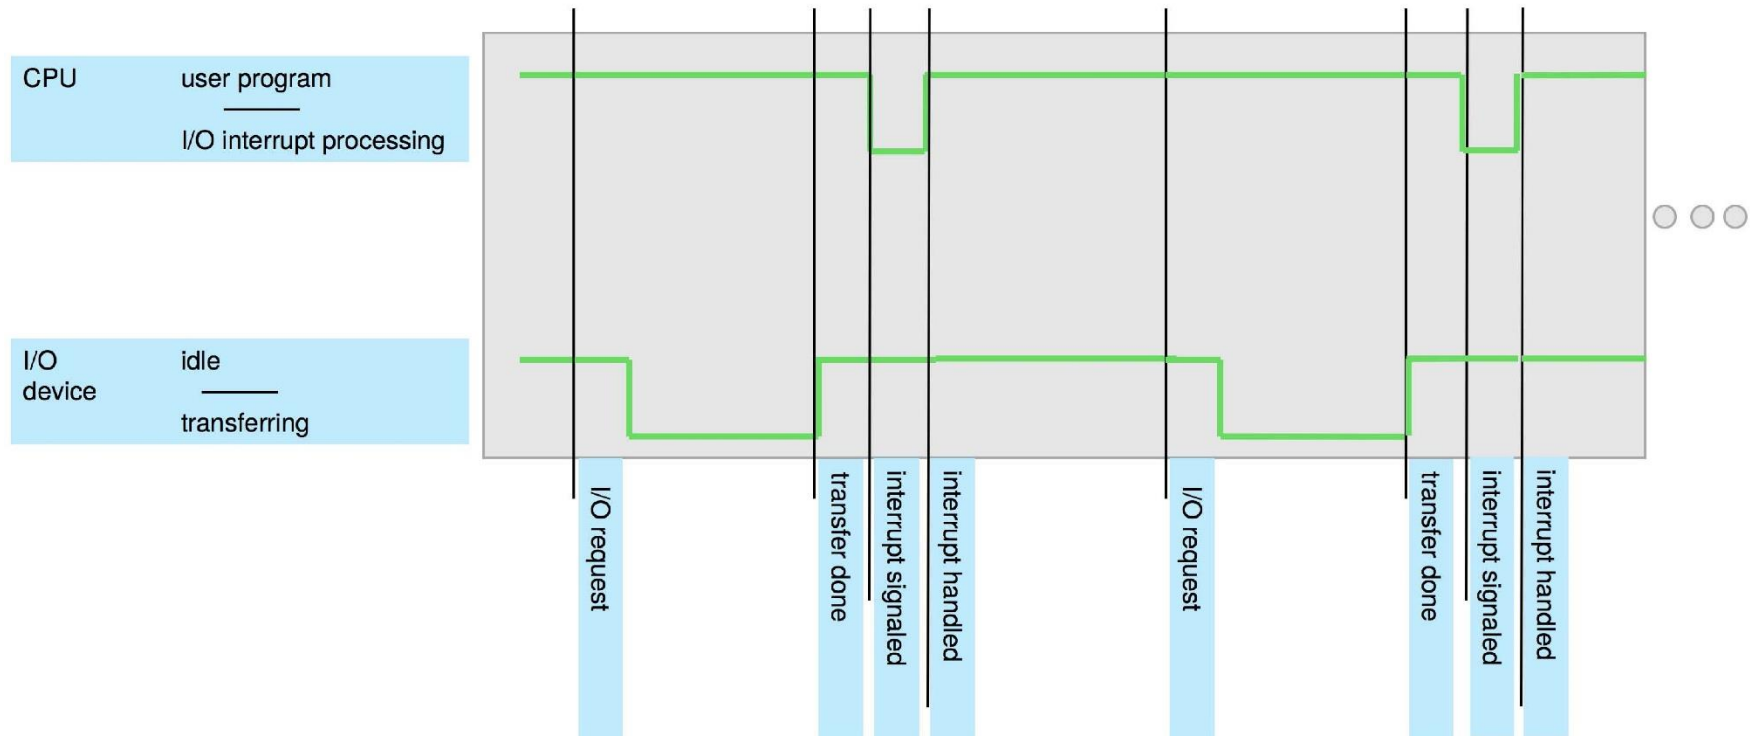 CPU
user program
I/O interrupt processing
I/O
device
idle
transferring
I/O request
transfer done
interrupt signaled
interrupt handled
I/O request
transfer done
interrupt signaled
interrupt handled